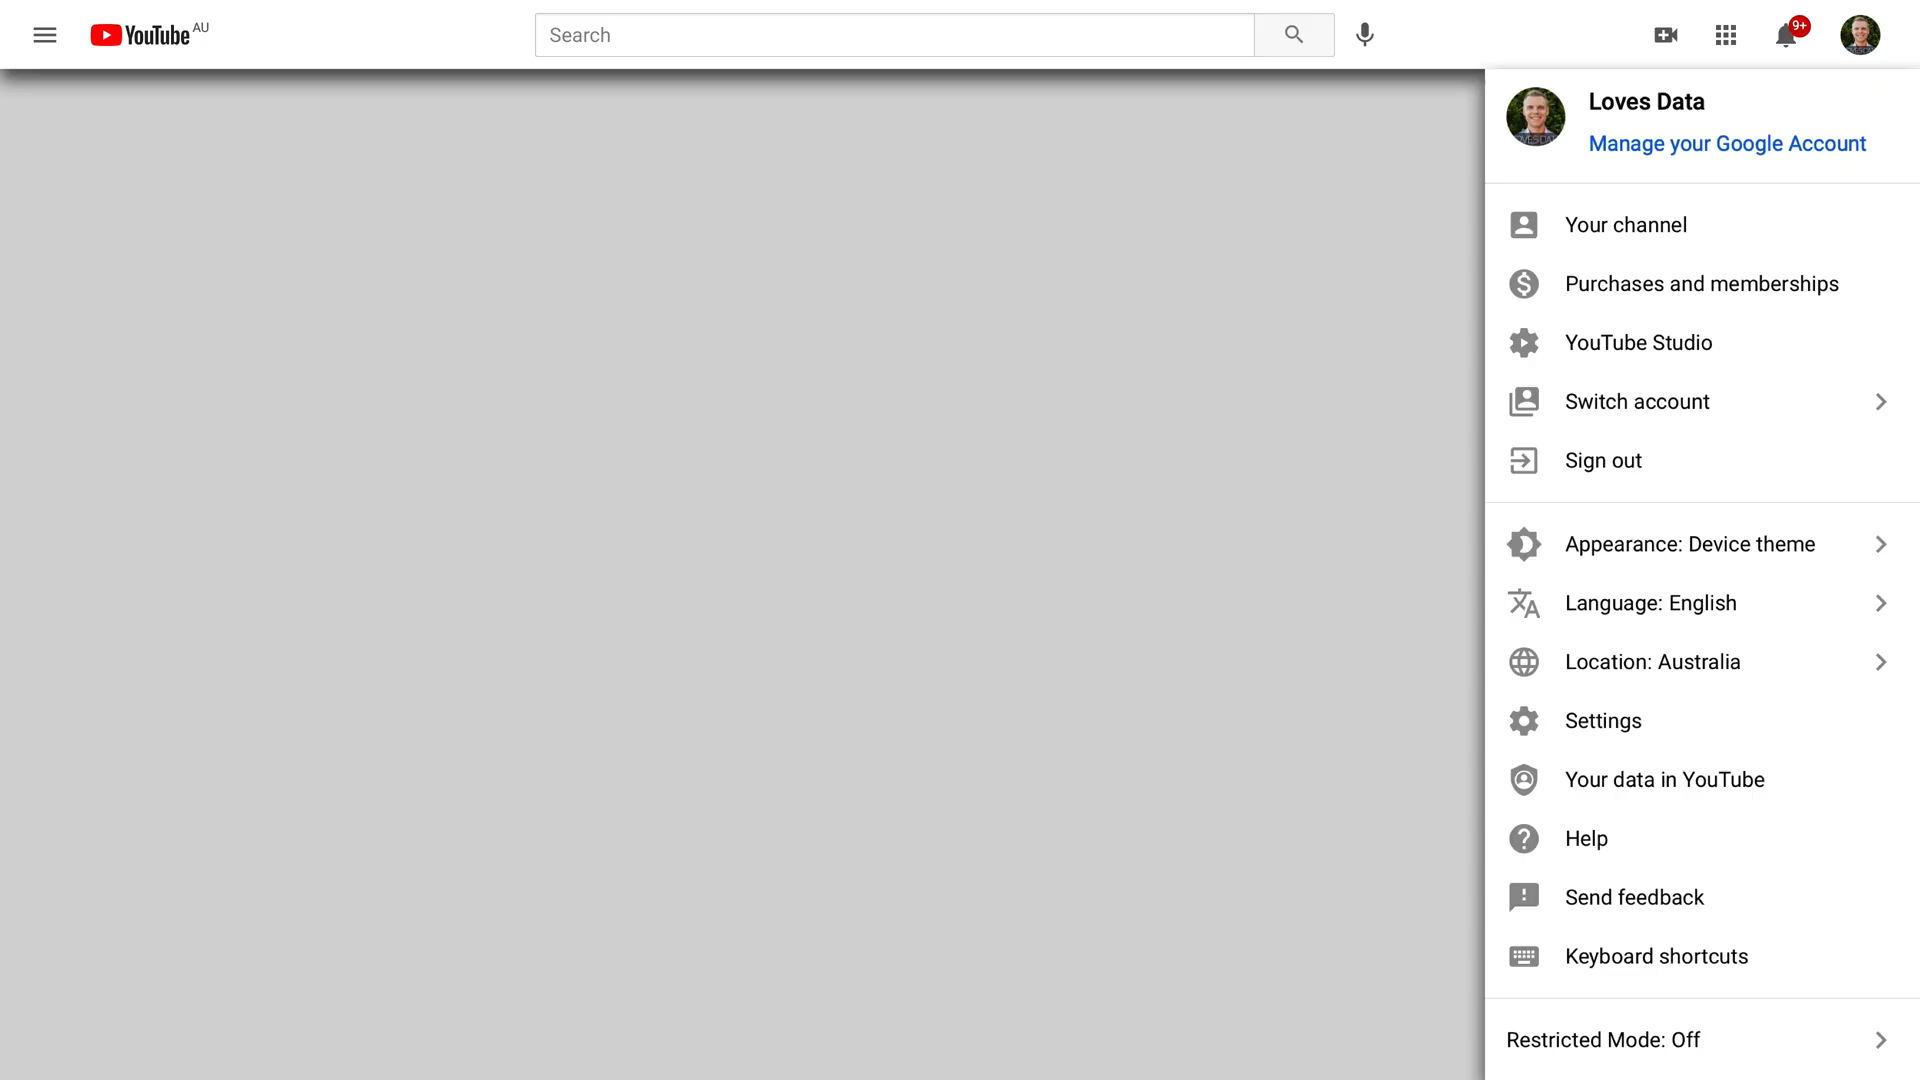 YouTube AU
Search
9+
Loves Data
Manage your Google Account
Your channel
Purchases and memberships
YouTube Studio
Switch account
Sign out
Appearance: Device theme
Language: English
Location: Australia
Settings
Your data in YouTube
Help
Send feedback
Keyboard shortcuts
Restricted Mode: Off